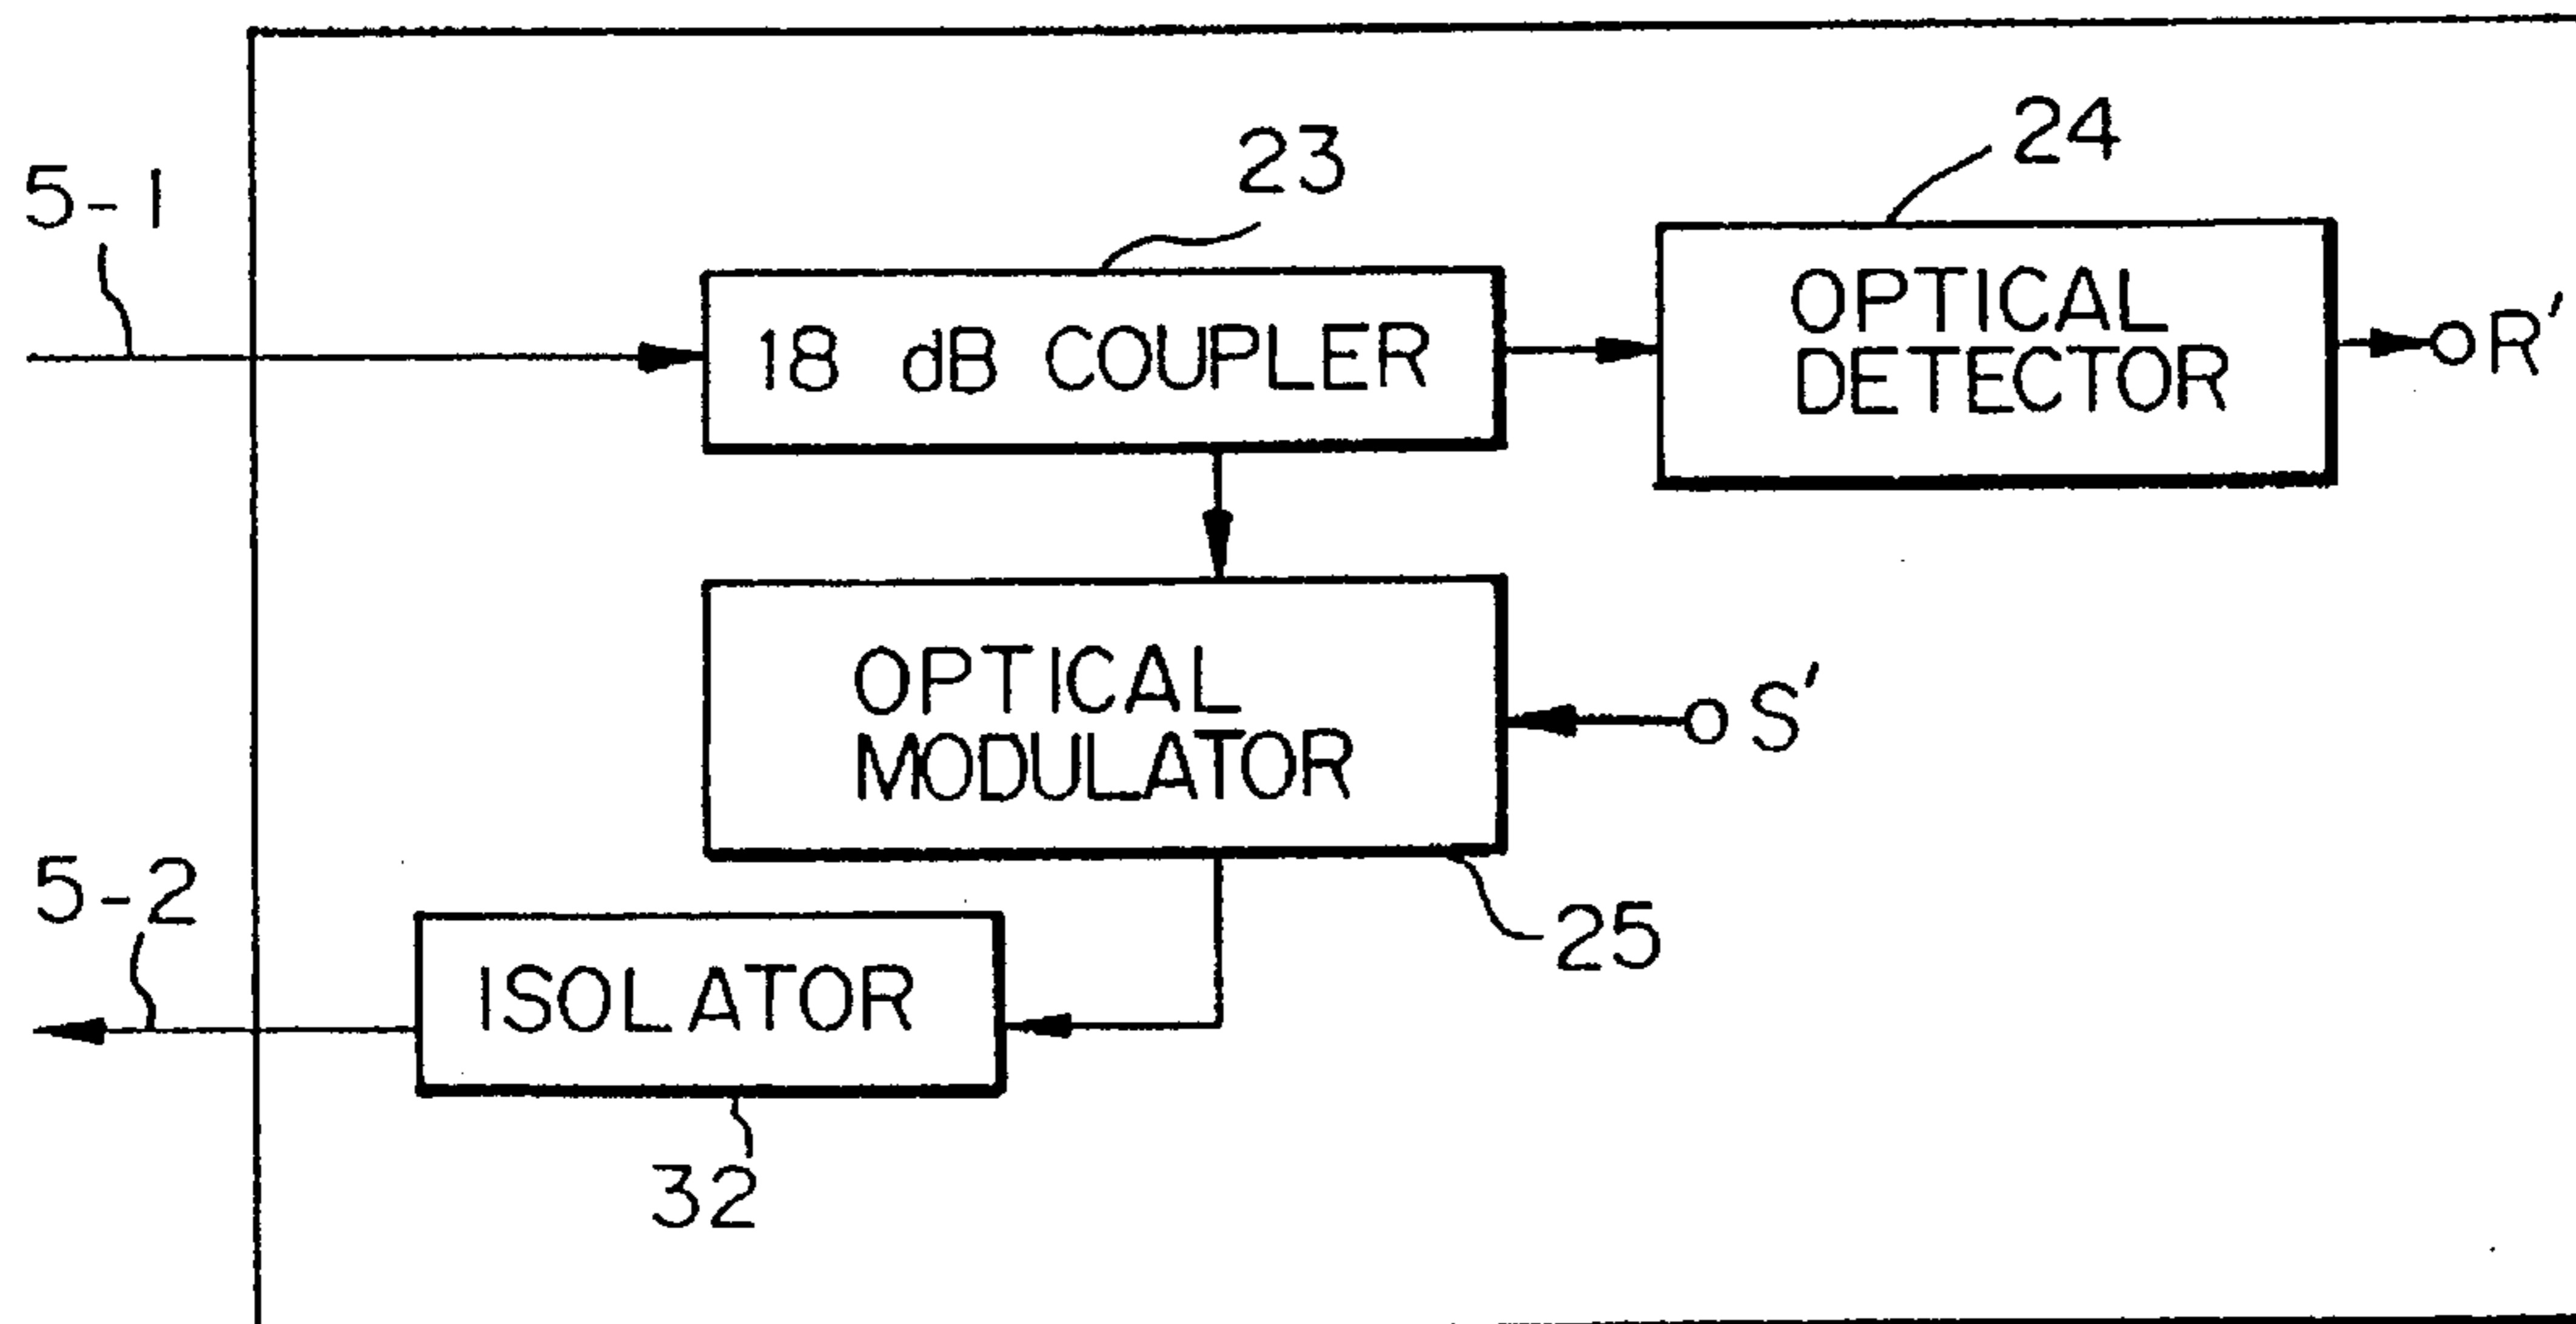 5-1
23
24
18 dB COUPLER
OPTICAL
DETECTOR
R'
OPTICAL
MODULATOR
S'
25
5-2
ISOLATOR
32